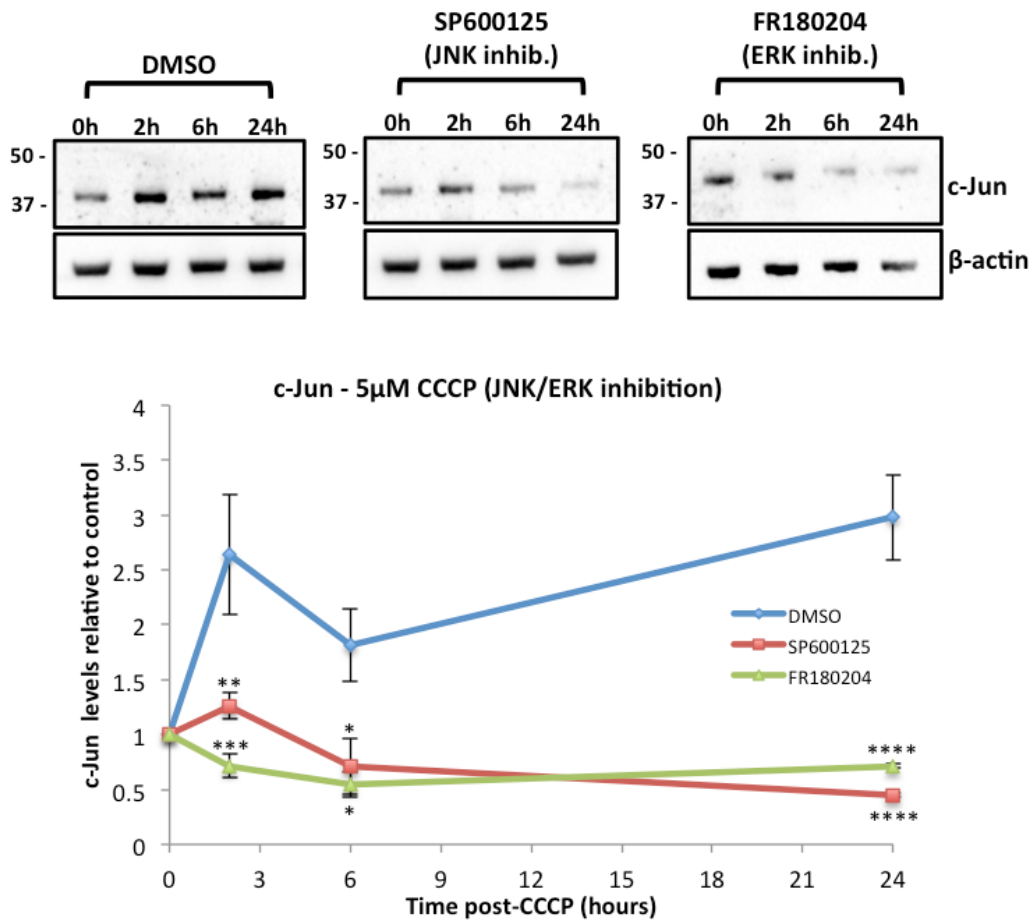 DMSO
SP600125
(JNK inhib.)
FR180204
(ERK inhib.)
0h 2h 6h 24h
0h 2h 6h 24h
0h 2h 6h 24h
50 -
37 -
50 -
37 -
50 -
37 -
c-Jun
β-actin
c-Jun - 5μM CCCP (JNK/ERK inhibition)
c-Jun levels relative to control
4
3.5
3
2.5
2
1.5
1
0.5
0
**
***
*
*
****
****
DMSO
SP600125
FR180204
0 3 6 9 12 15 18 21 24
Time post-CCCP (hours)